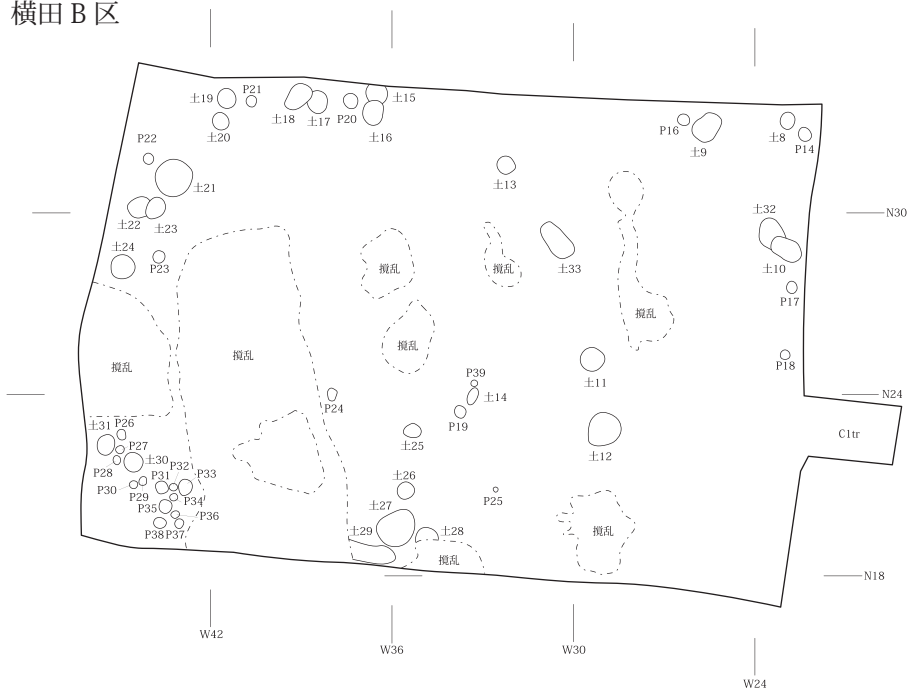 横田 B 区
土19
P21
土18
土17
P20
土15
土16
土20
P16
土9
土8
P14
P22
土21
土13
土22
土23
土32
N30
土24
P23
撹乱
撹乱
土33
土10
P17
撹乱
撹乱
撹乱
撹乱
P18
土11
P39
土14
P24
P19
N24
土31
P26
土25
土12
C1tr
P27
P28
土30
P32
P31
P33
土26
P30
P29
P34
P25
P35
P36
土27
P38
P37
土29
土28
撹乱
撹乱
N18
W42
W36
W30
W24